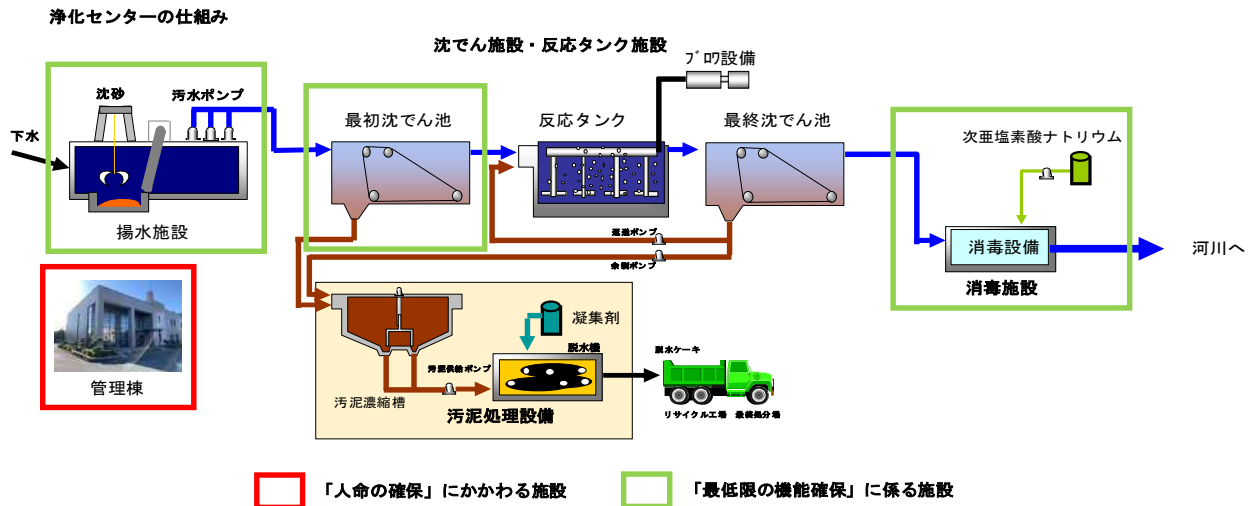 浄化センターの仕組み
沈でん施設・反応タンク施設
ブロワ設備
沈砂
汚水ポンプ
下水
最初沈でん池
反応タンク
最終沈でん池
次亜塩素酸ナトリウム
揚水施設
返送ポンプ
余剰ポンプ
消毒設備
河川へ
消毒施設
管理棟
凝集剤
脱水機
汚泥供給ポンプ
汚泥濃縮槽
汚泥処理設備
脱水ケーキ
リサイクル工場 最終処分場
「人命の確保」にかかわる施設
「最低限の機能確保」に係る施設